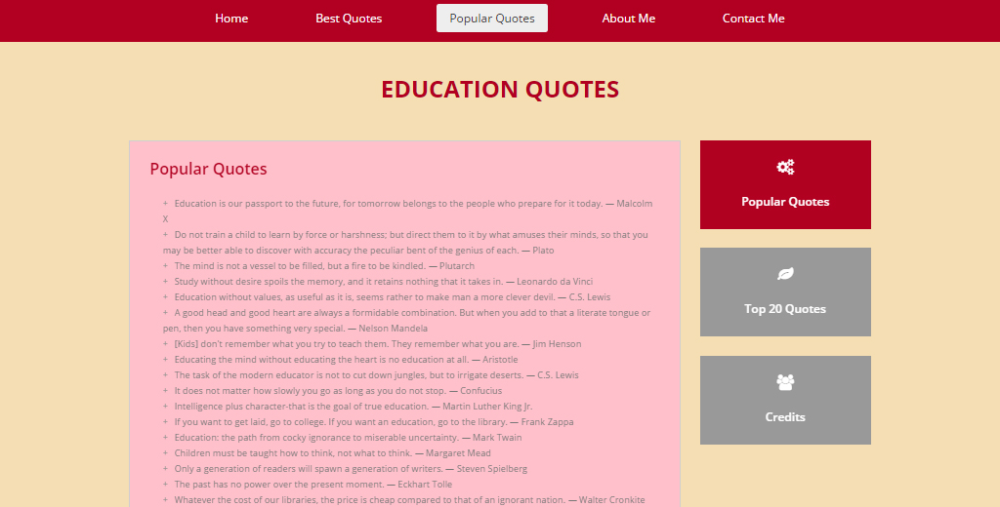 Home Best Quotes Popular Quotes About Me Contact Me
EDUCATION QUOTES
Popular Quotes
+ Education is our passport to the future, for tomorrow belongs to the people who prepare for it today. — Malcolm
X
+ Do not train a child to learn by force or harshness; but direct them to it by what amuses their minds, so that you
may be better able to discover with accuracy the peculiar bent of the genius of each. — Plato
+ The mind is not a vessel to be filled, but a fire to be kindled. — Plutarch
+ Study without desire spoils the memory, and it retains nothing that it takes in. — Leonardo da Vinci
+ Education without values, as useful as it is, seems rather to make man a more clever devil. — C.S. Lewis
+ A good head and good heart are always a formidable combination. But when you add to that a literate tongue or
pen, then you have something very special. — Nelson Mandela
+ [Kids] don't remember what you try to teach them. They remember what you are. — Jim Henson
+ Educating the mind without educating the heart is no education at all. — Aristotle
+ The task of the modern educator is not to cut down jungles, but to irrigate deserts. — C.S. Lewis
+ It does not matter how slowly you go as long as you do not stop. — Confucius
+ Intelligence plus character-that is the goal of true education. — Martin Luther King Jr.
+ If you want to get laid, go to college. If you want an education, go to the library. — Frank Zappa
+ Education: the path from cocky ignorance to miserable uncertainty. — Mark Twain
+ Children must be taught how to think, not what to think. — Margaret Mead
+ Only a generation of readers will spawn a generation of writers. — Steven Spielberg
+ The past has no power over the present moment. — Eckhart Tolle
+ Whatever the cost of our libraries, the price is cheap compared to that of an ignorant nation. — Walter Cronkite
Popular Quotes
Top 20 Quotes
Credits